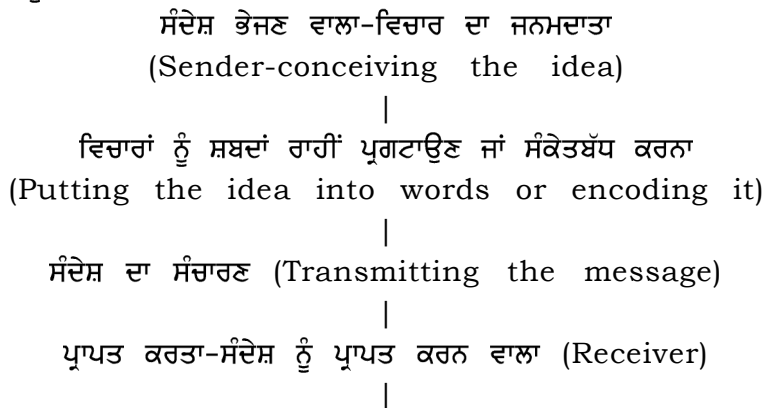 ਸੰਦੇਸ਼ ਭੇਜਣ ਵਾਲਾ-ਵਿਚਾਰ ਦਾ ਜਨਮਦਾਤਾ
(Sender-conceiving the idea)
|
ਵਿਚਾਰਾਂ ਨੂੰ ਸ਼ਬਦਾਂ ਰਾਹੀਂ ਪ੍ਰਗਟਾਉਣ ਜਾਂ ਸੰਕੇਤਬੱਧ ਕਰਨਾ
(Putting the idea into words or encoding it)
|
ਸੰਦੇਸ਼ ਦਾ ਸੰਚਾਰਣ (Transmitting the message)
|
ਪ੍ਰਾਪਤ ਕਰਤਾ-ਸੰਦੇਸ਼ ਨੂੰ ਪ੍ਰਾਪਤ ਕਰਨ ਵਾਲਾ (Receiver)
|